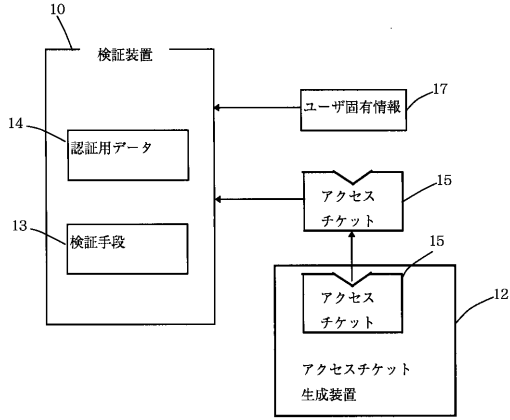 10
検証装置
17
ユーザ固有情報
14
認証用データ
15
アクセス
チケット
13
検証手段
15
アクセス
チケット
12
アクセスチケット
生成装置